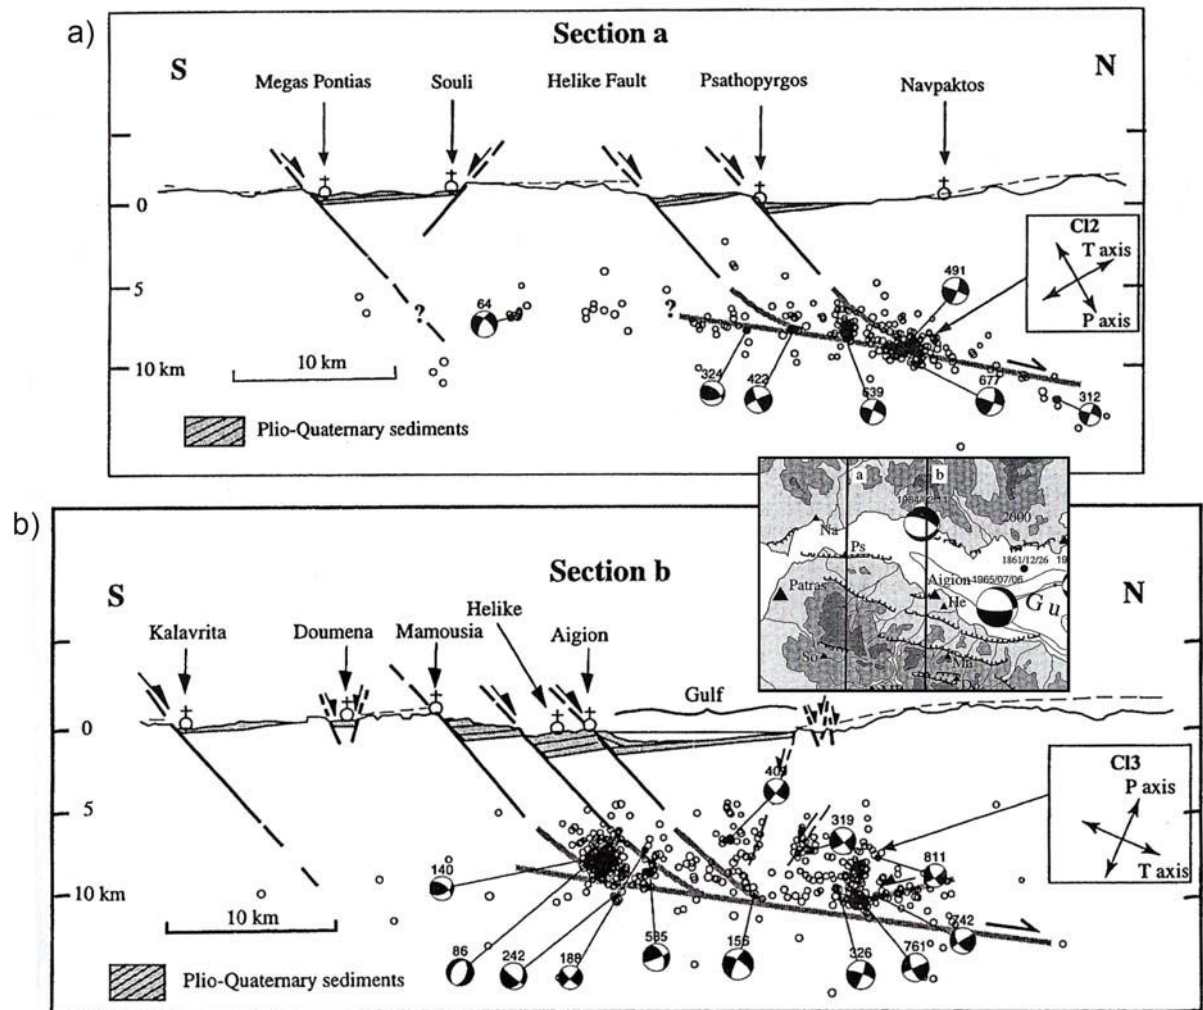 a)
Section a
S
N
Megas Pontias
Souli
Helike Fault
Psathopyrgos
Navpaktos
0
5
10 km
?
64
?
324
422
639
677
312
491
Cl2
T axis
P axis
10 km
Plio-Quaternary sediments
a
b
2000
Na
Ps
1861/12/26
Patras
Aigion
1965/07/06
He
Gu
So
Ma
b)
Section b
S
N
Kalavrita
Doumena
Mamousia
Helike
Aigion
Gulf
0
5
10 km
319
811
140
86
242
188
585
156
326
761
742
Cl3
P axis
T axis
10 km
Plio-Quaternary sediments